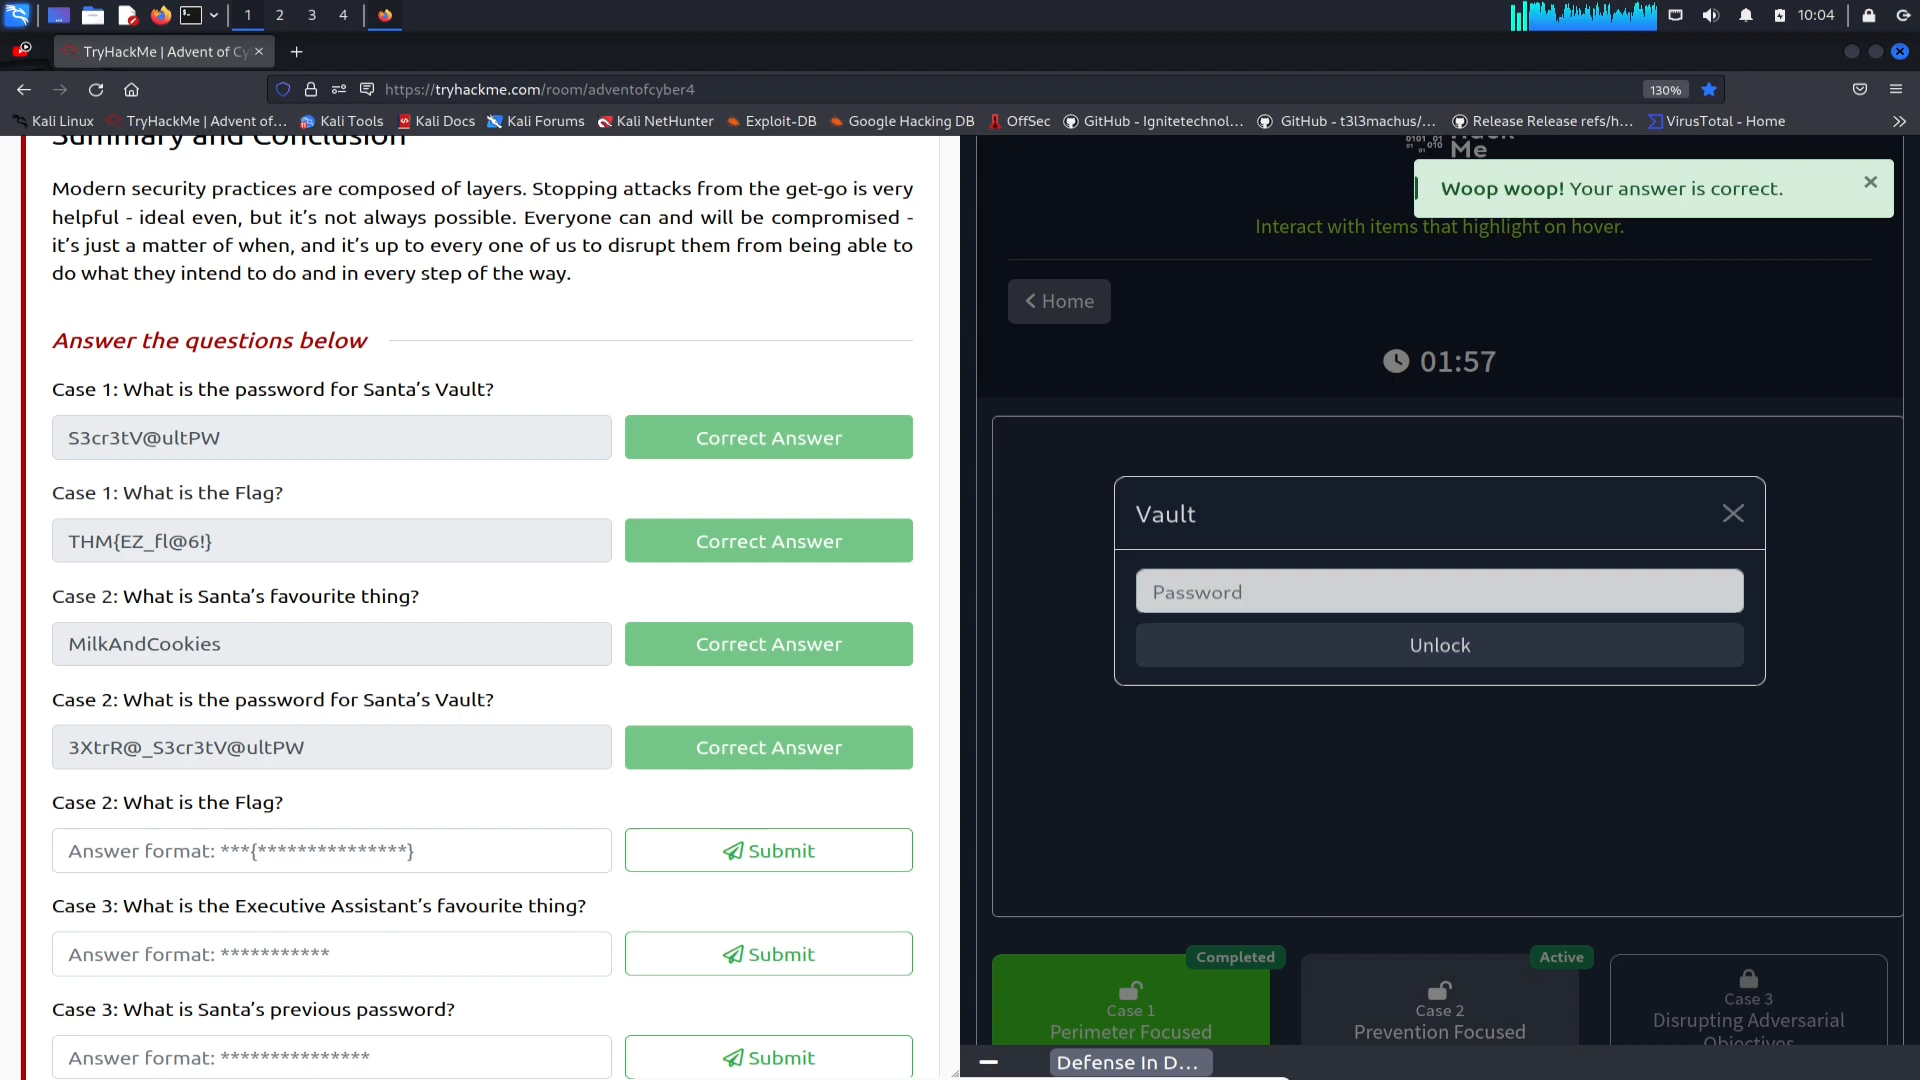 1
2
3
4
10:04
TryHackMe | Advent of Cy
https://tryhackme.com/room/adventofcyber4
130%
Kali Linux
TryHackMe | Advent of...
Kali Tools
Kali Docs
Kali Forums
Kali NetHunter
Exploit-DB
Google Hacking DB
OffSec
GitHub - Ignitetechnol...
GitHub - t3l3machus/...
Release Release refs/h...
VirusTotal - Home
Summary and Conclusion
Modern security practices are composed of layers. Stopping attacks from the get-go is very
helpful - ideal even, but it’s not always possible. Everyone can and will be compromised -
it’s just a matter of when, and it’s up to every one of us to disrupt them from being able to
do what they intend to do and in every step of the way.
Answer the questions below
Case 1: What is the password for Santa’s Vault?
S3cr3tV@ultPW
Correct Answer
Case 1: What is the Flag?
THM{EZ_fl@6!}
Correct Answer
Case 2: What is Santa’s favourite thing?
MilkAndCookies
Correct Answer
Case 2: What is the password for Santa’s Vault?
3XtrR@_S3cr3tV@ultPW
Correct Answer
Case 2: What is the Flag?
Answer format: ***{***************}
Submit
Case 3: What is the Executive Assistant’s favourite thing?
Answer format: ***********
Submit
Case 3: What is Santa’s previous password?
Answer format: ***************
Submit
Me
Woop woop! Your answer is correct.
Interact with items that highlight on hover.
Home
01:57
Vault
Password
Unlock
Completed
Case 1
Perimeter Focused
Active
Case 2
Prevention Focused
Case 3
Disrupting Adversarial
Objectives
Defense In D...